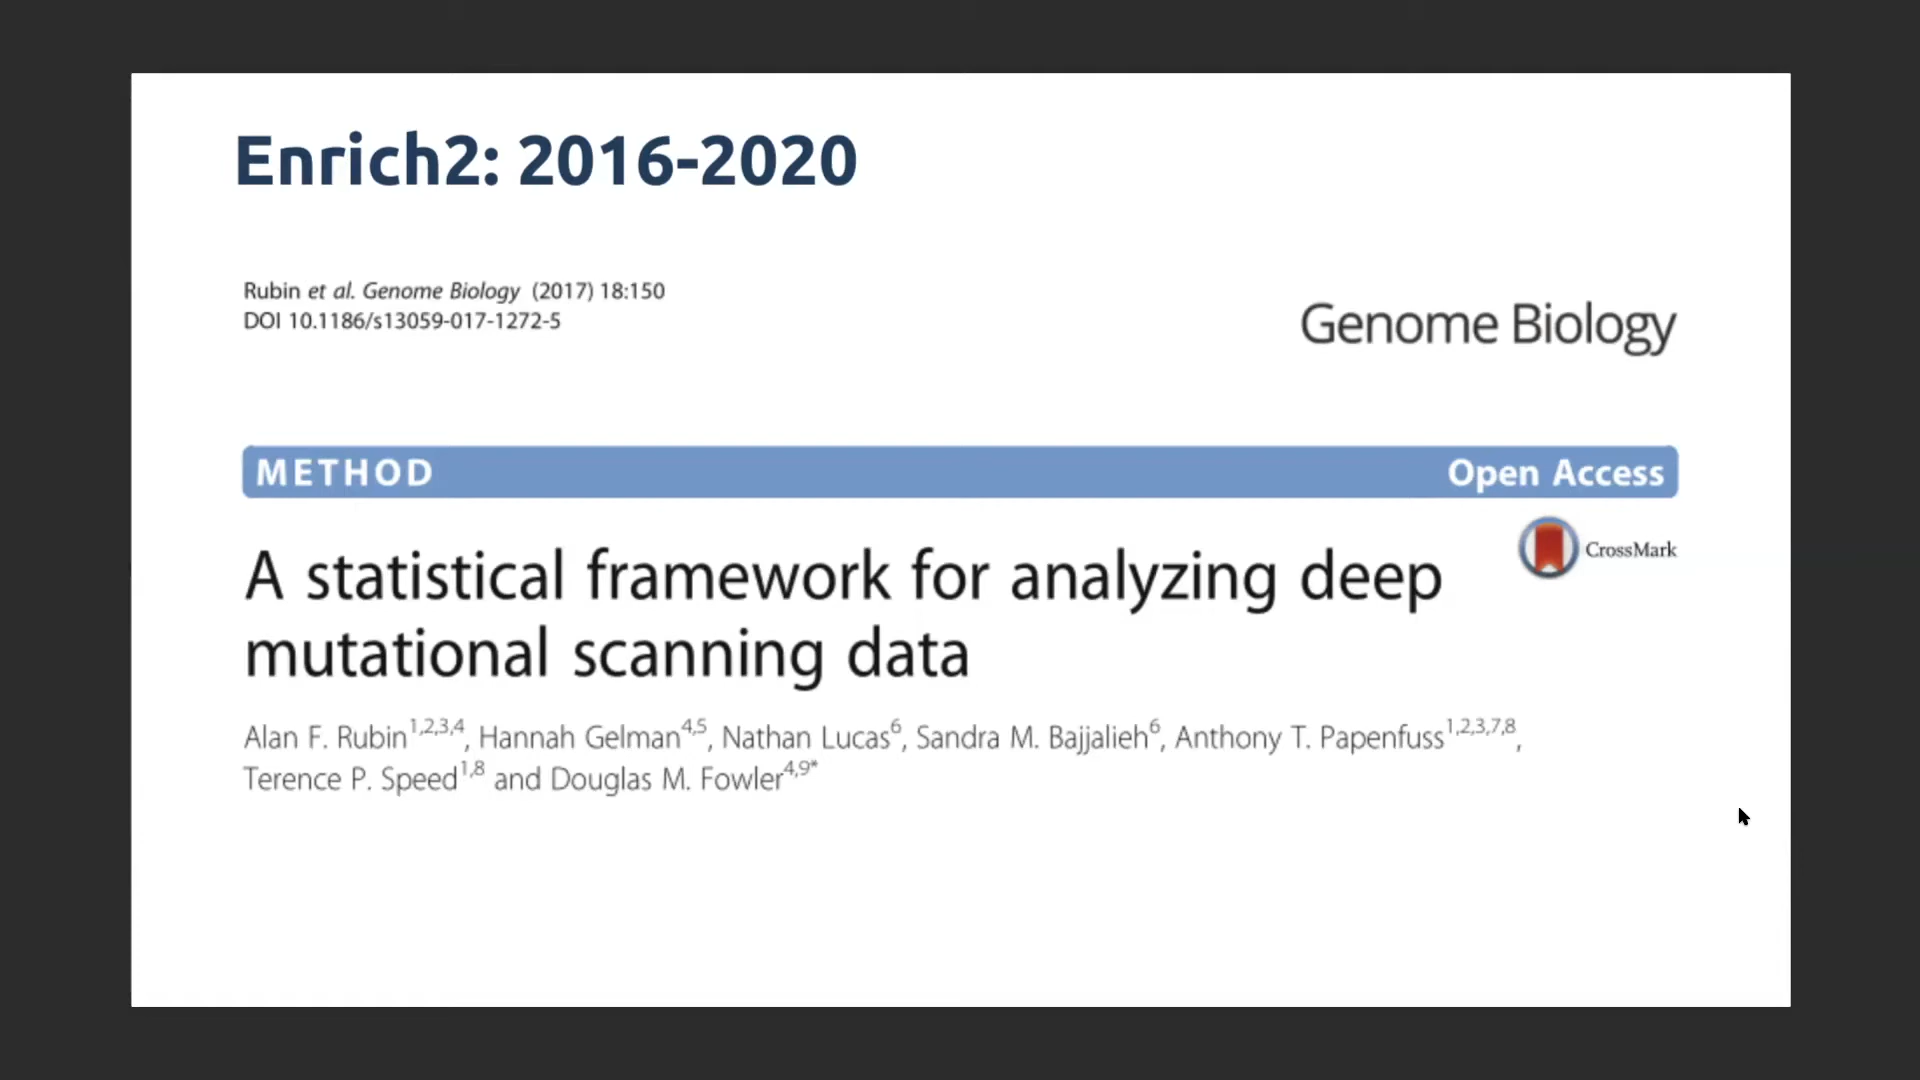 Enrich2: 2016-2020
Rubin et al. Genome Biology (2017) 18:150
DOI 10.1186/s13059-017-1272-5
Genome Biology
METHOD Open Access
CrossMark
A statistical framework for analyzing deep
mutational scanning data
Alan F. Rubin1,2,3,4, Hannah Gelman4,5, Nathan Lucas6, Sandra M. Bajjalieh6, Anthony T. Papenfuss1,2,3,7,8,
Terence P. Speed1,8 and Douglas M. Fowler4,9*